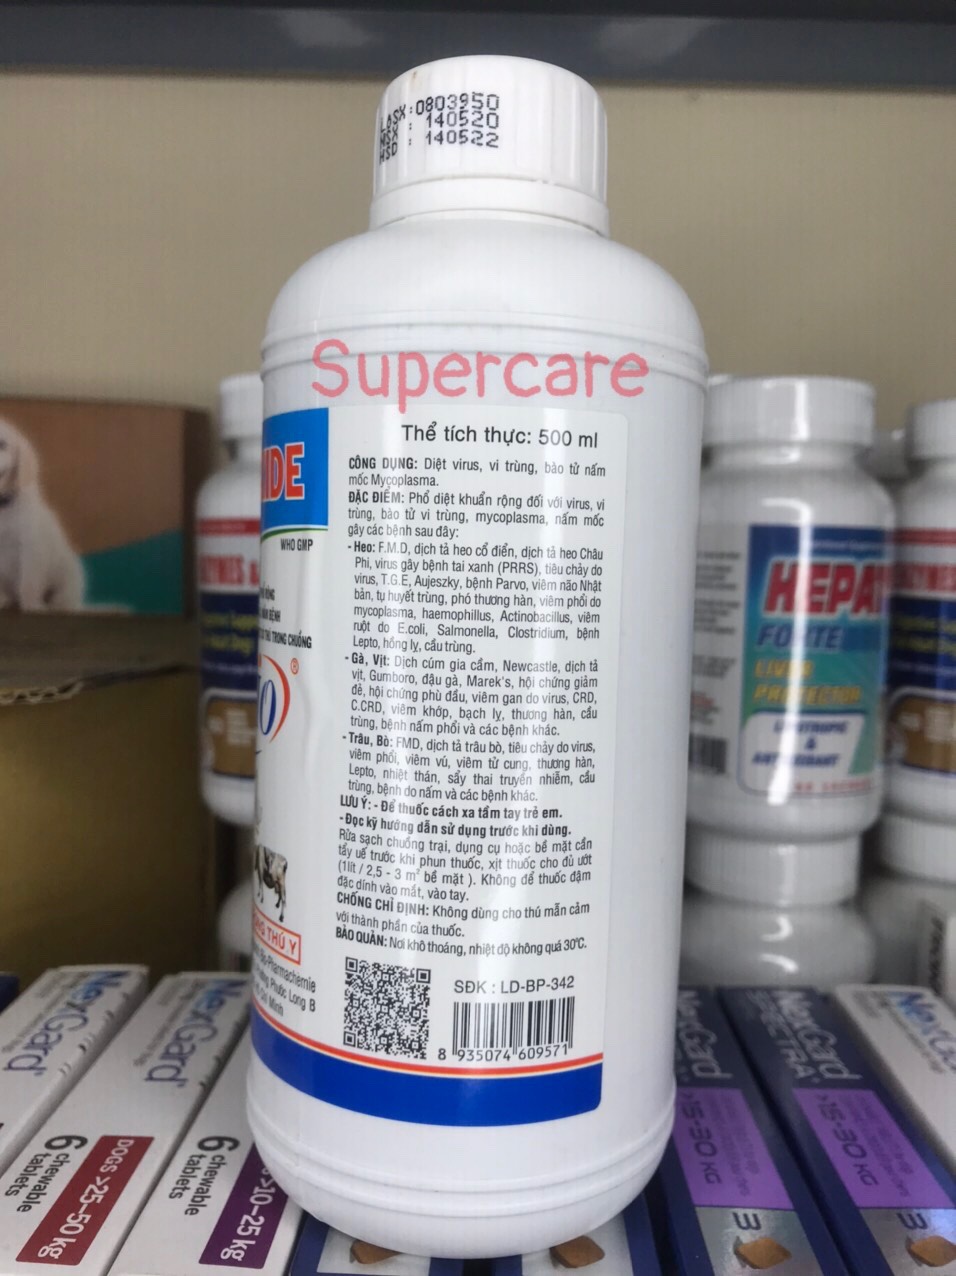 LOSX : 0803950
NSX : 140520
HSD : 140522
Supercare
Thể tích thực: 500 ml
CÔNG DỤNG: Diệt virus, vi trùng, bào tử nấm
mốc Mycoplasma.
ĐẶC ĐIỂM: Phổ diệt khuẩn rộng đối với virus, vi
trùng, bào tử vi trùng, mycoplasma, nấm mốc
gây các bệnh sau đây:
- Heo: F.M.D, dịch tả heo cổ điển, dịch tả heo Châu
Phi, virus gây bệnh tai xanh (PRRS), tiêu chảy do
virus, T.G.E, Aujeszky, bệnh Parvo, viêm não Nhật
bản, tụ huyết trùng, phó thương hàn, viêm phổi do
mycoplasma, haemophillus, Actinobacillus, viêm
ruột do E.coli, Salmonella, Clostridium, bệnh
Lepto, hồng lỵ, cầu trùng.
- Gà, Vịt: Dịch cúm gia cầm, Newcastle, dịch tả
vịt, Gumboro, đậu gà, Marek's, hội chứng giảm
đẻ, hội chứng phù đầu, viêm gan do virus, CRD,
C.CRD, viêm khớp, bạch lỵ, thương hàn, cầu
trùng, bệnh nấm phổi và các bệnh khác.
- Trâu, Bò: FMD, dịch tả trâu bò, tiêu chảy do virus,
viêm phổi, viêm vú, viêm tử cung, thương hàn,
Lepto, nhiệt thán, sẩy thai truyền nhiễm, cầu
trùng, bệnh do nấm và các bệnh khác.
LƯU Ý: - Để thuốc cách xa tầm tay trẻ em.
- Đọc kỹ hướng dẫn sử dụng trước khi dùng.
Rửa sạch chuồng trại, dụng cụ hoặc bề mặt cần
tẩy uế trước khi phun thuốc, xịt thuốc cho đủ ướt
(1lít / 2,5 - 3 m² bề mặt ). Không để thuốc đậm
đặc dính vào mắt, vào tay.
CHỐNG CHỈ ĐỊNH: Không dùng cho thú mẫn cảm
với thành phần của thuốc.
BẢO QUẢN: Nơi khô thoáng, nhiệt độ không quá 30°C.
SĐK : LD-BP-342
8 935074 609571
WHO GMP
TRONG CHUỒNG
THÚ Y
Pharmachemie
Phước Long B
Minh
FORTE
LIVER
PROTECTOR
LIPOTROPIC
&
ANTIOXIDANT
NexGard
6 chewable
tablets
DOGS >25-50 kg
NexGard
6 chewable
tablets
>10-25 kg
NexGard
>15-30 KG
3
NexGard
SPECTRA
>15-30 KG
3
NexGard